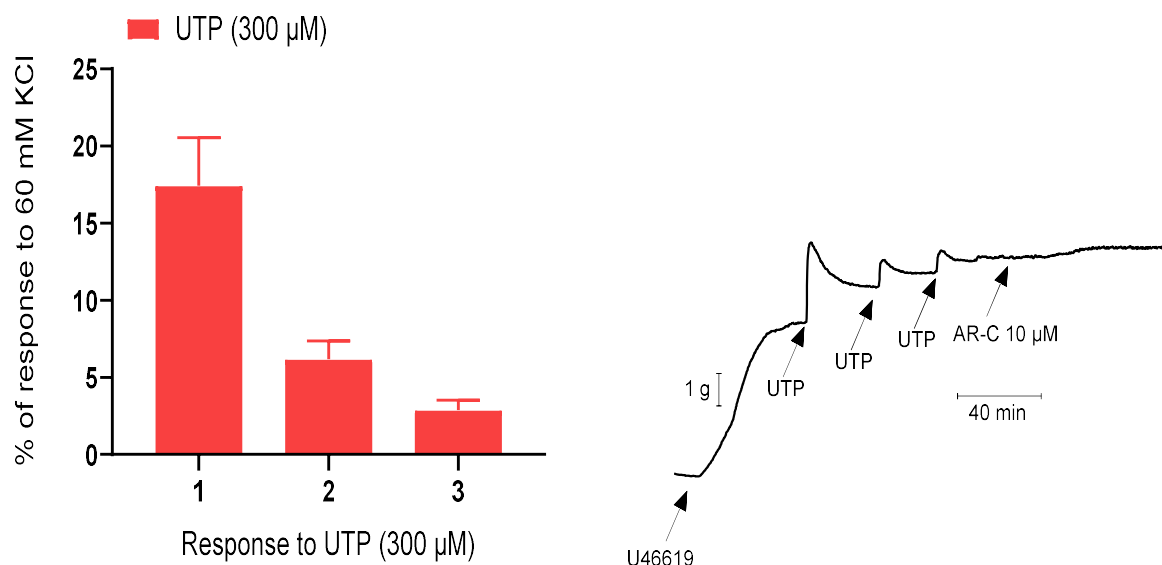 UTP (300 µM)
% of response to 60 mM KCl
25
20
15
10
5
0
1 2 3
Response to UTP (300 µM)
U46619
1 g
UTP
UTP
UTP
AR-C 10 µM
40 min